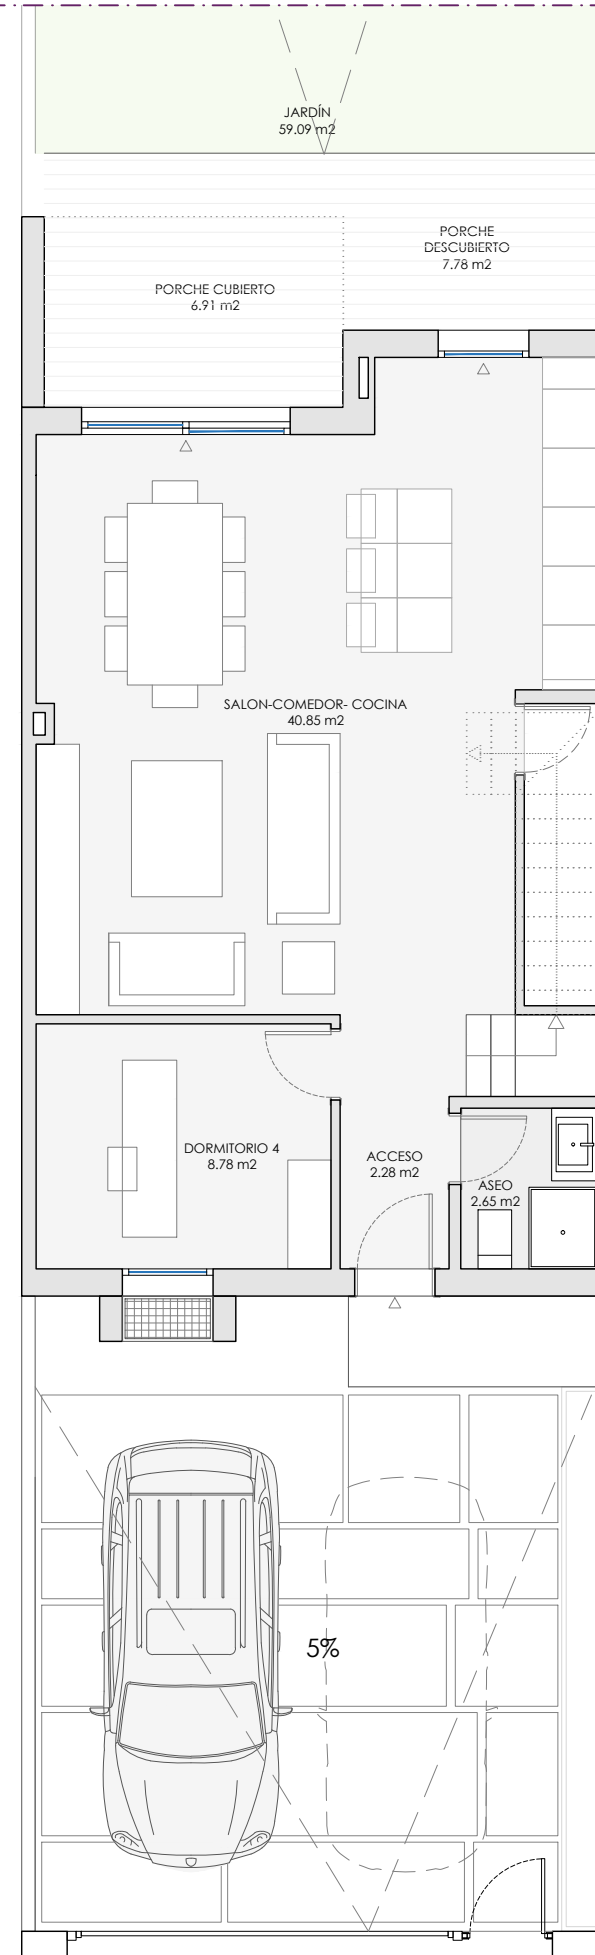 JARDÍN
59.09 m2
PORCHE
DESCUBIERTO
7.78 m2
PORCHE CUBIERTO
6.91 m2
SALON-COMEDOR- COCINA
40.85 m2
DORMITORIO 4
8.78 m2
ACCESO
2.28 m2
ASEO
2.65 m2
5%